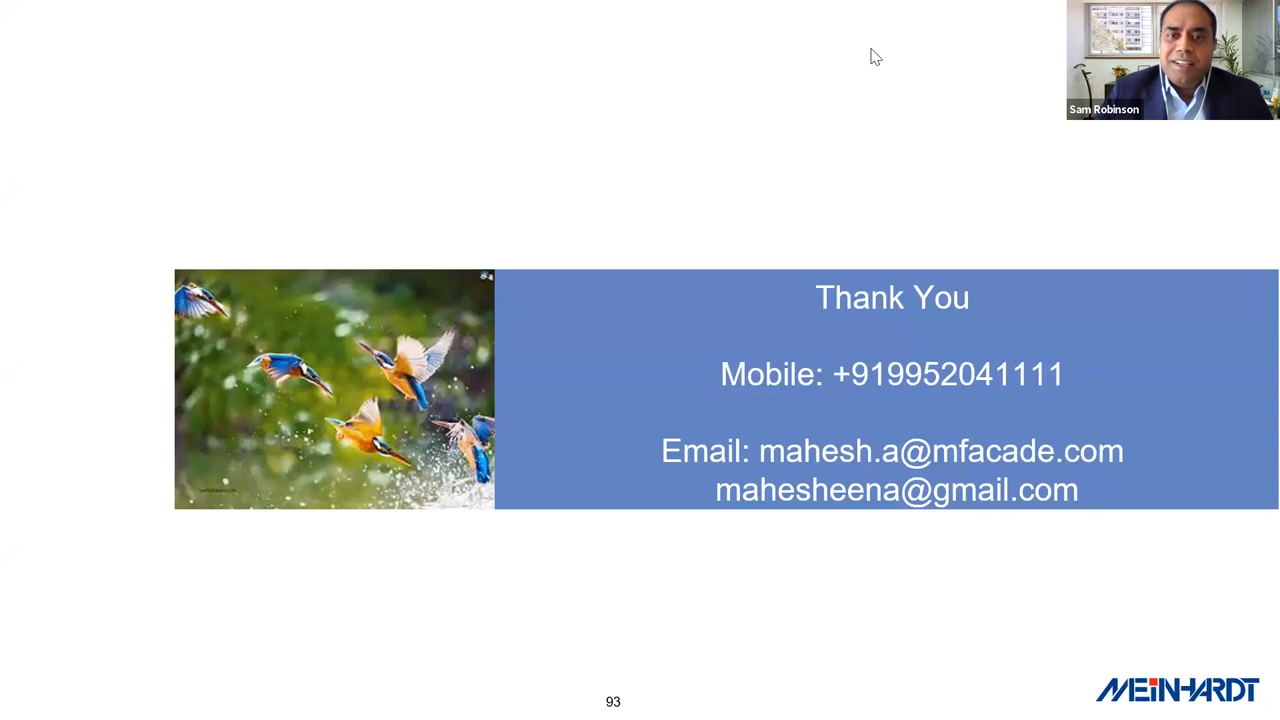 Sam Robinson
Thank You
Mobile: +919952041111
Email: mahesh.a@mfacade.com
mahesheena@gmail.com
93
MEINHARDT